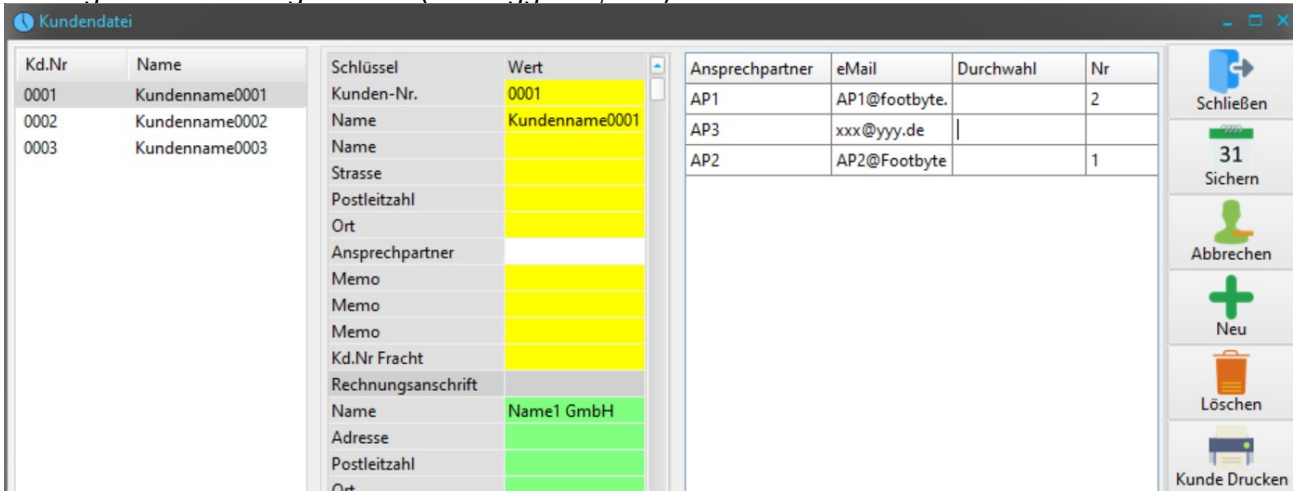 Kundendatei
Kd.Nr Name
0001 Kundenname0001
0002 Kundenname0002
0003 Kundenname0003
Schlüssel Wert
Kunden-Nr. 0001
Name Kundenname0001
Name
Strasse
Postleitzahl
Ort
Ansprechpartner
Memo
Memo
Memo
Kd.Nr Fracht
Rechnungsanschrift
Name Name1 GmbH
Adresse
Postleitzahl
Ort
Ansprechpartner eMail Durchwahl Nr
AP1 AP1@footbyte. 2
AP3 xxx@yyy.de
AP2 AP2@Footbyte 1
Schließen
31
Sichern
Abbrechen
Neu
Löschen
Kunde Drucken